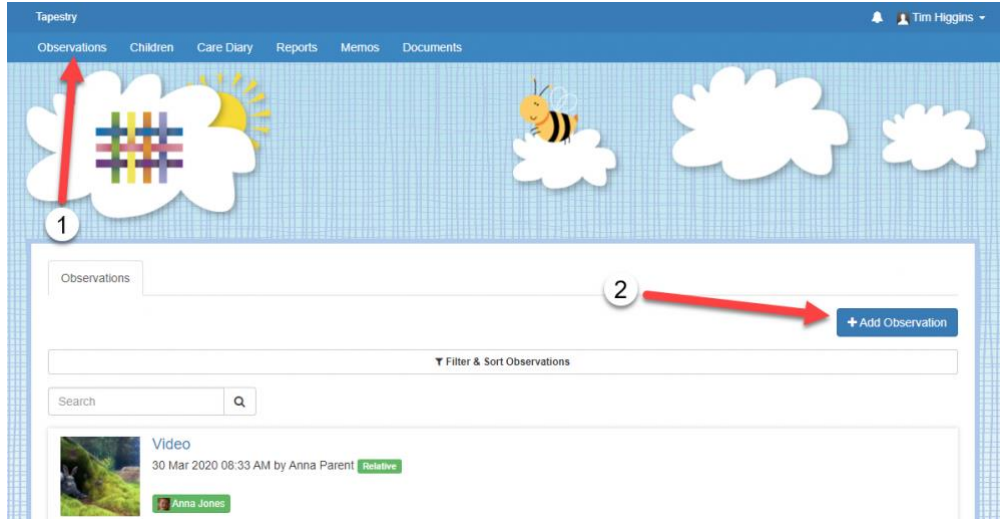 Tapestry
Tim Higgins
Observations Children Care Diary Reports Memos Documents
1
Observations
2
+ Add Observation
Filter & Sort Observations
Search
Video
30 Mar 2020 08:33 AM by Anna Parent Relative
Anna Jones